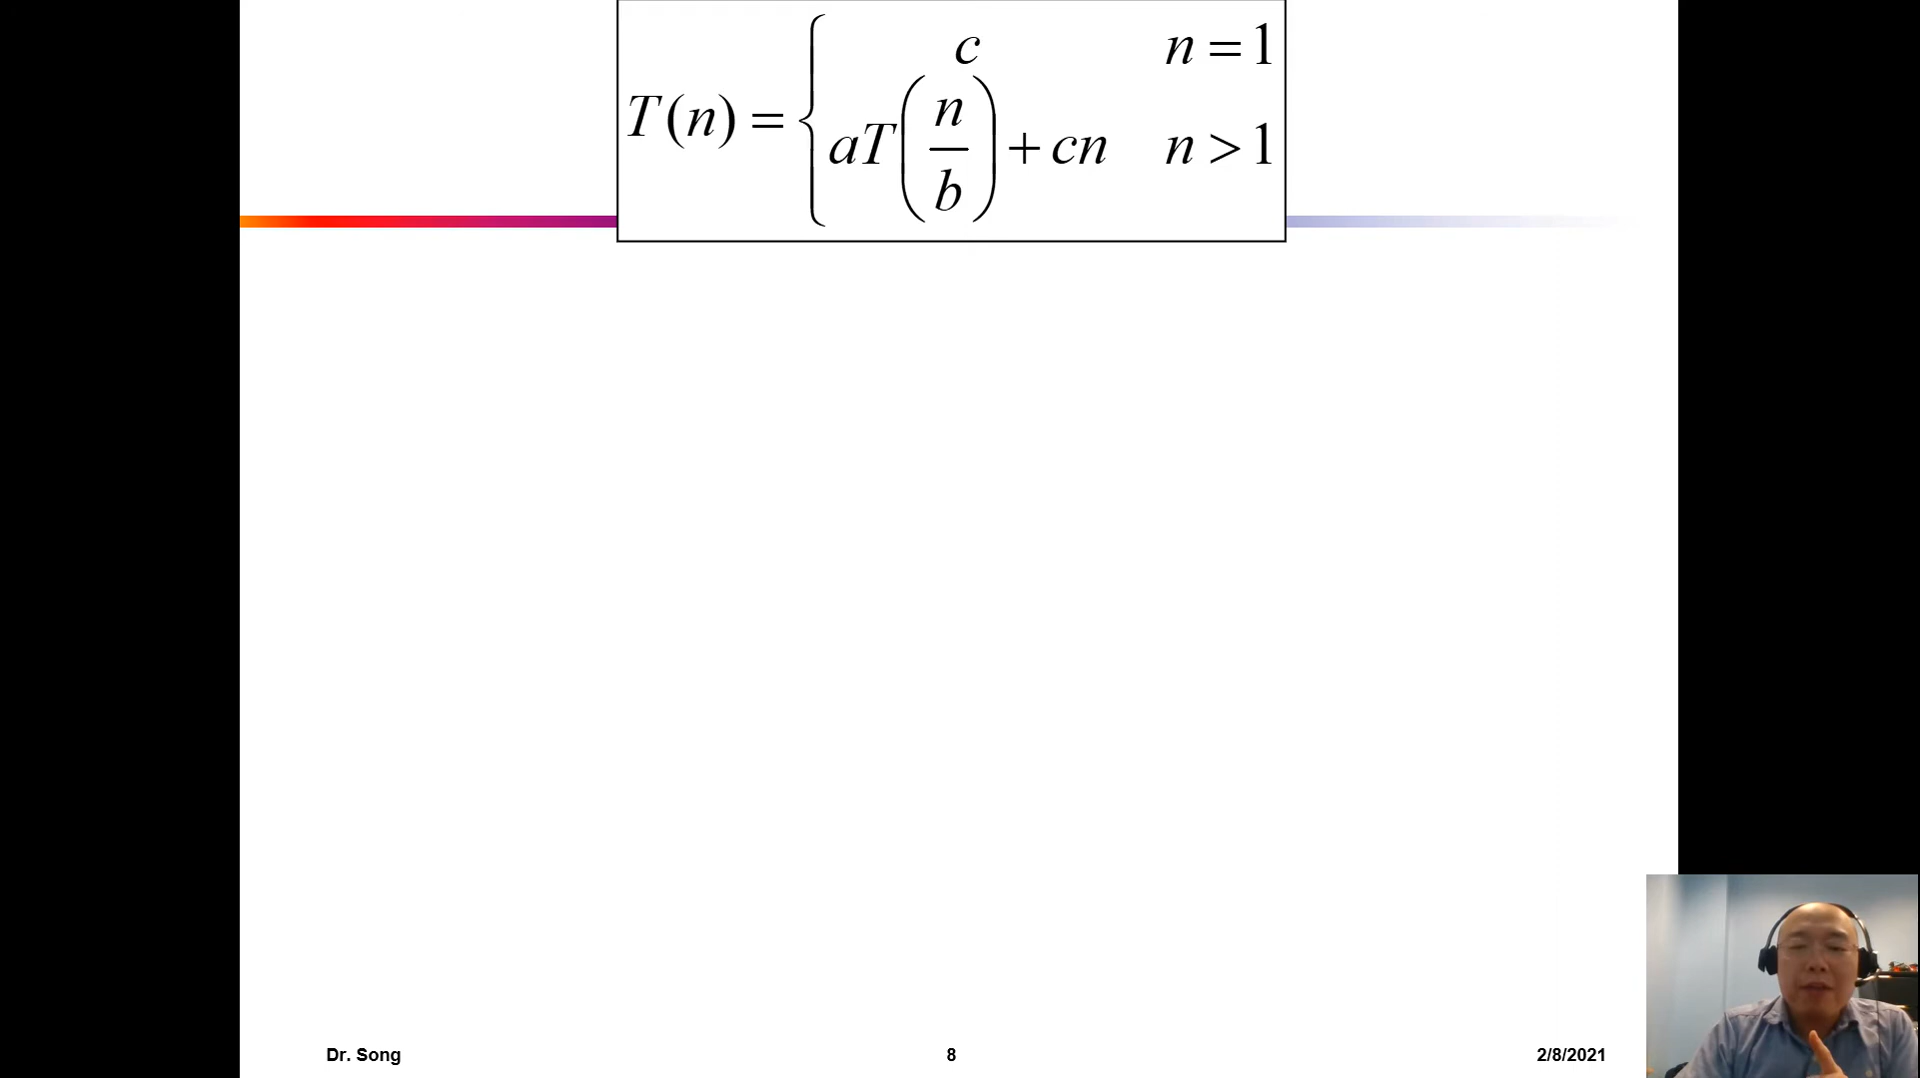 T(n) = { c n = 1
aT(n/b) + cn n > 1
Dr. Song 8 2/8/2021